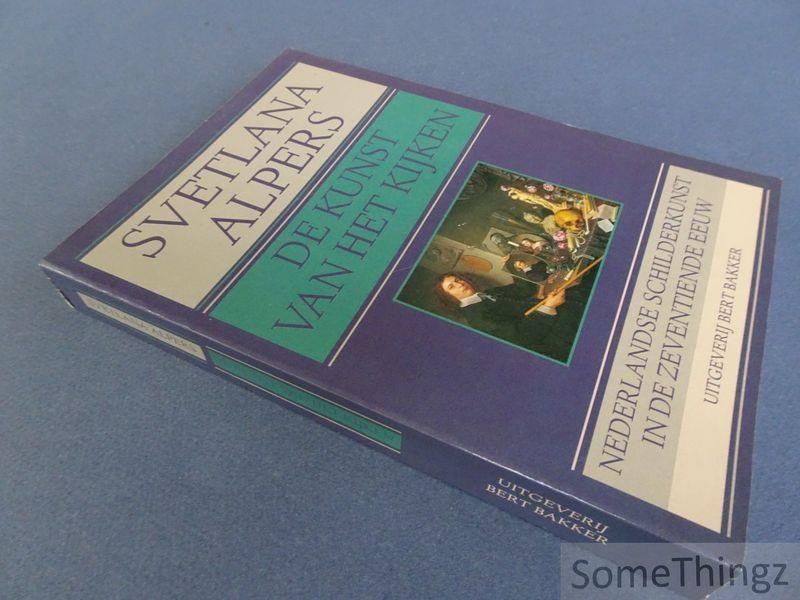 SVETLANA
ALPERS
DE KUNST
VAN HET KIJKEN
NEDERLANDSE SCHILDERKUNST
IN DE ZEVENTIENDE EEUW
UITGEVERIJ BERT BAKKER
SVETLANA ALPERS
UITGEVERIJ
BERT BAKKER
SomeThingz